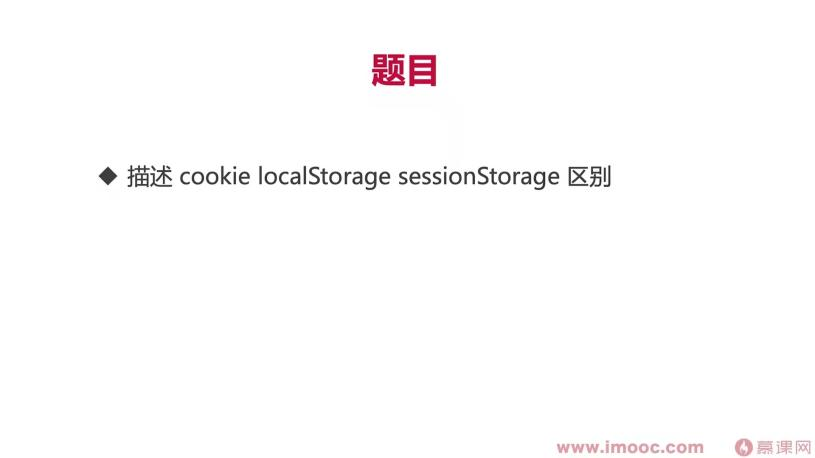 题目
◆ 描述 cookie localStorage sessionStorage 区别
www.imooc.com 慕课网